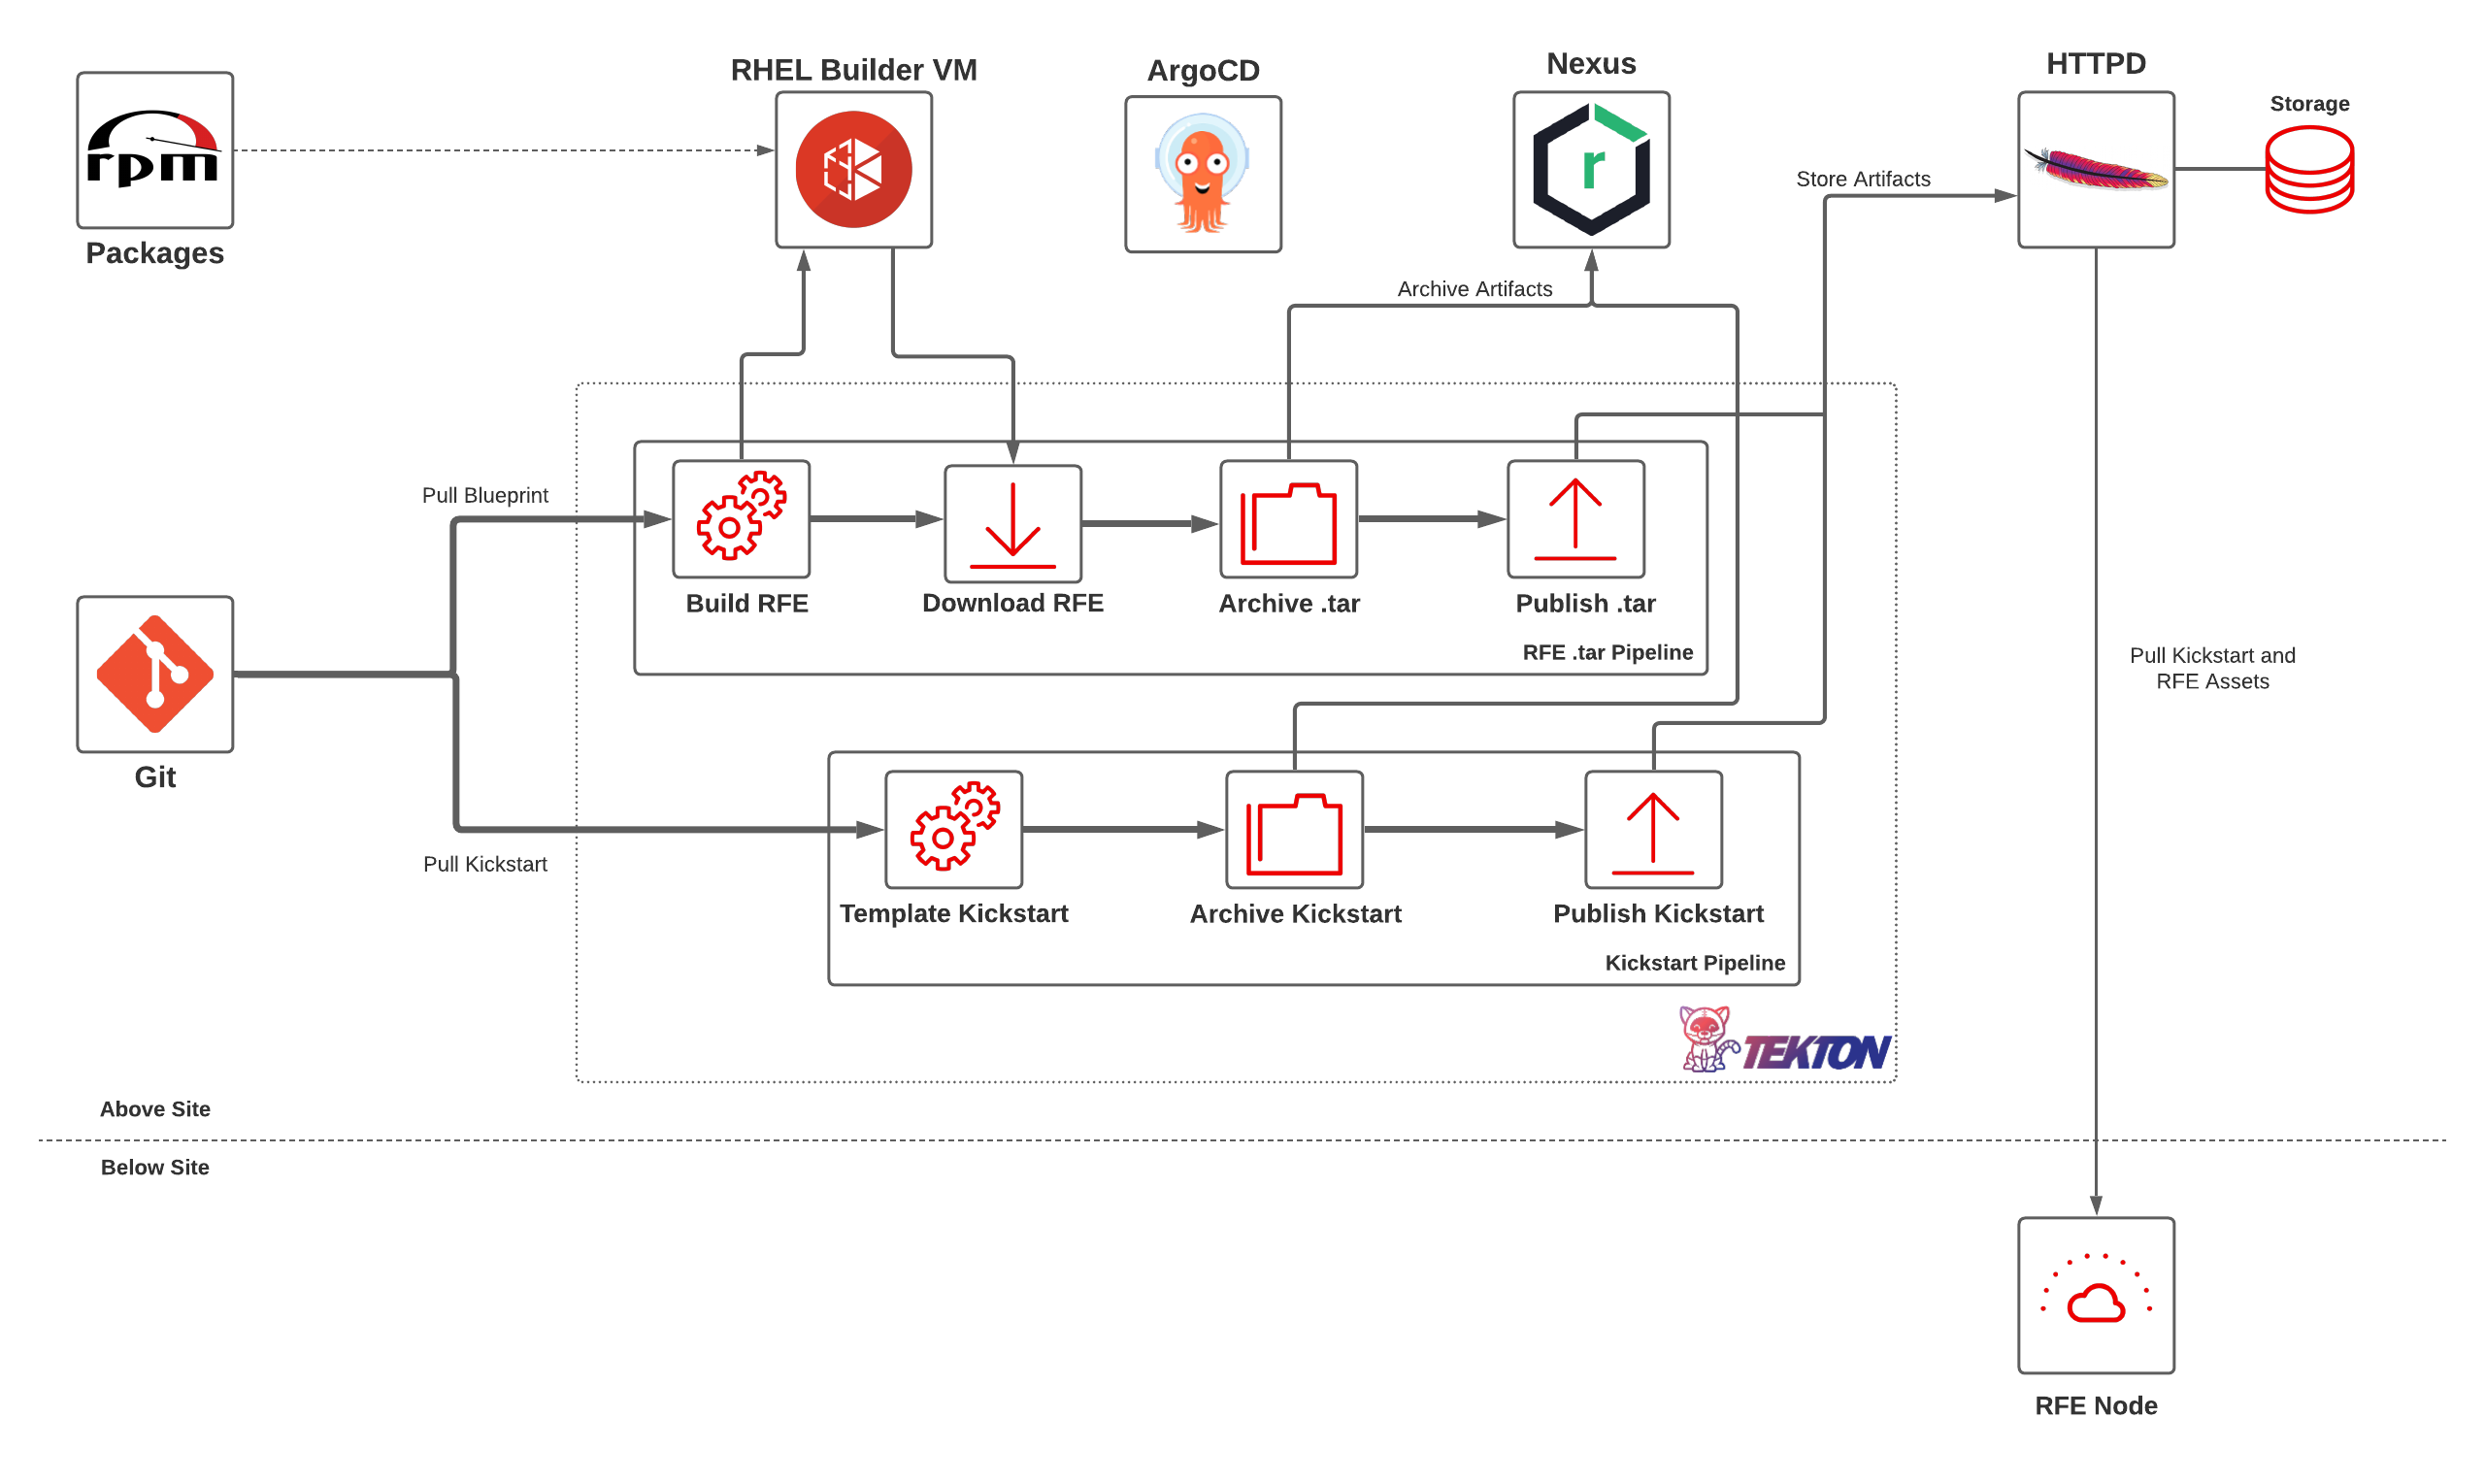 RHEL Builder VM
ArgoCD
Nexus
HTTPD
Storage
rpm
r
Packages
Store Artifacts
Archive Artifacts
Pull Blueprint
Build RFE
Download RFE
Archive .tar
Publish .tar
RFE .tar Pipeline
Pull Kickstart and
RFE Assets
Git
Pull Kickstart
Template Kickstart
Archive Kickstart
Publish Kickstart
Kickstart Pipeline
TEKTON
Above Site
Below Site
RFE Node